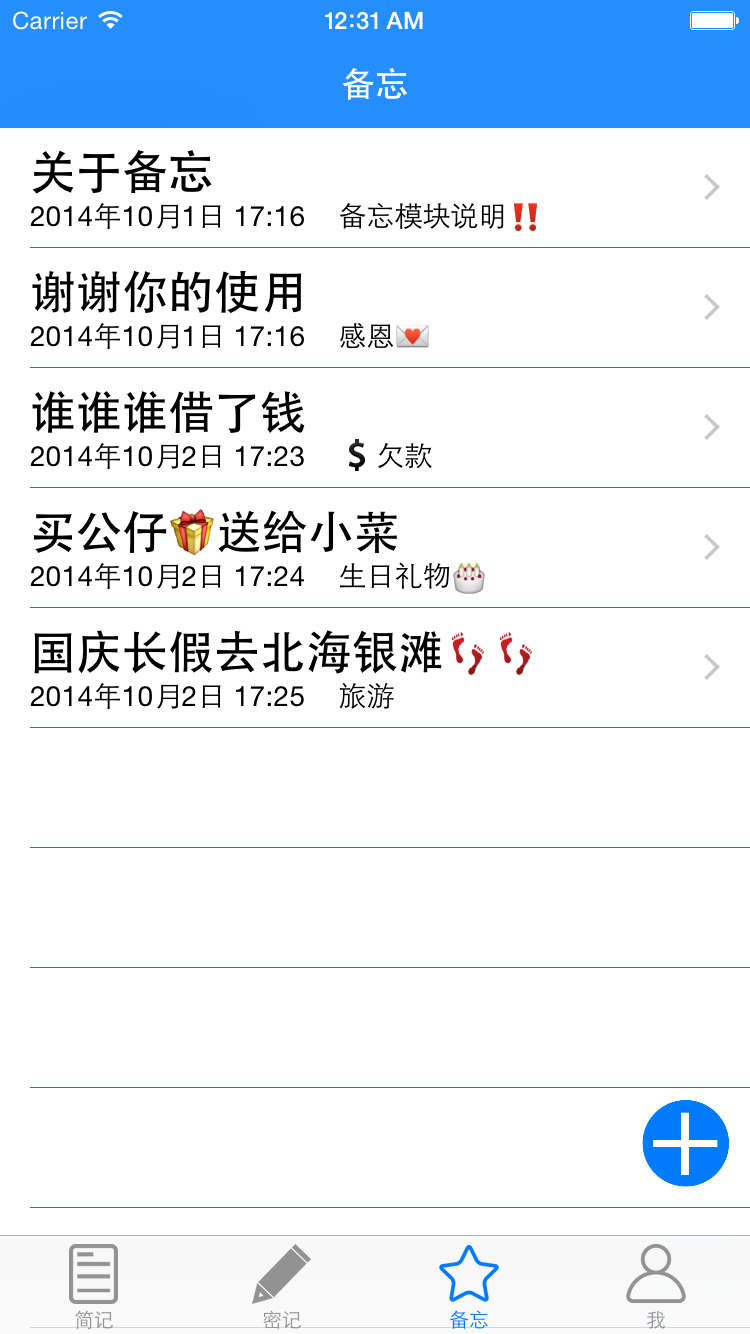 Carrier 12:31 AM
备忘
关于备忘
2014年10月1日 17:16 备忘模块说明‼️
谢谢你的使用
2014年10月1日 17:16 感恩💌
谁谁谁借了钱
2014年10月2日 17:23 💲欠款
买公仔🎁送给小菜
2014年10月2日 17:24 生日礼物🎂
国庆长假去北海银滩👣👣
2014年10月2日 17:25 旅游
简记 密记 备忘 我